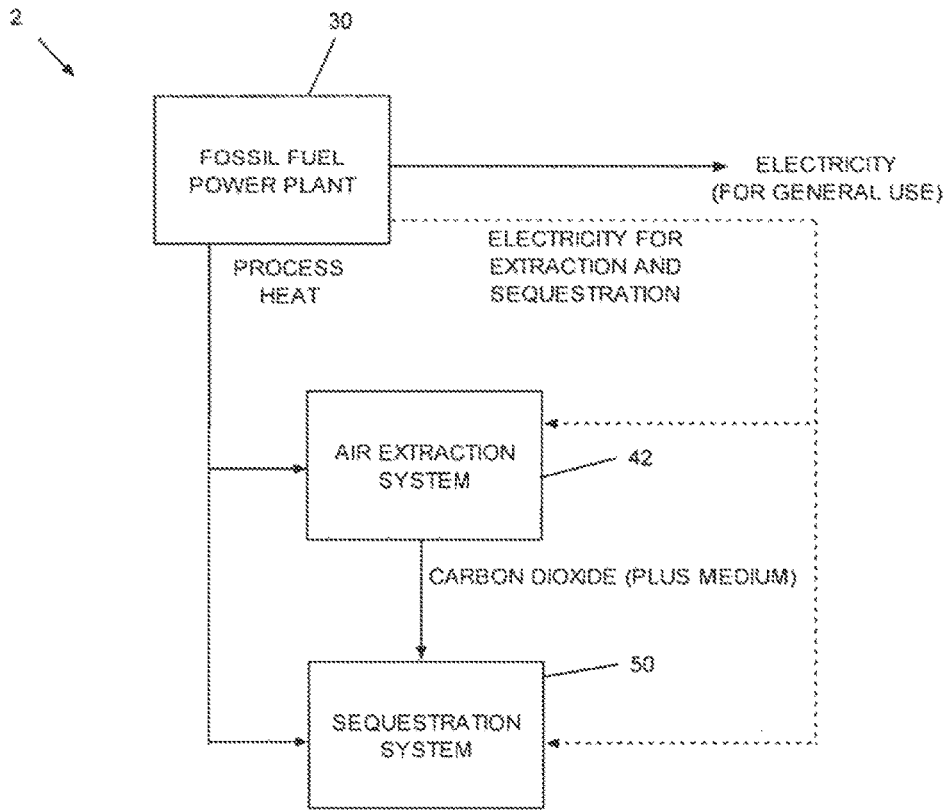 2
30
FOSSIL FUEL
POWER PLANT
ELECTRICITY
(FOR GENERAL USE)
PROCESS
HEAT
ELECTRICITY FOR
EXTRACTION AND
SEQUESTRATION
AIR EXTRACTION
SYSTEM
42
CARBON DIOXIDE (PLUS MEDIUM)
50
SEQUESTRATION
SYSTEM